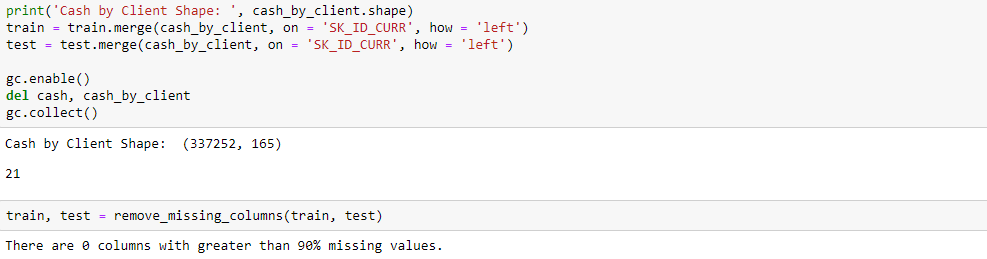 print('Cash by Client Shape: ', cash_by_client.shape)
train = train.merge(cash_by_client, on = 'SK_ID_CURR', how = 'left')
test = test.merge(cash_by_client, on = 'SK_ID_CURR', how = 'left')
gc.enable()
del cash, cash_by_client
gc.collect()
Cash by Client Shape:  (337252, 165)
21
train, test = remove_missing_columns(train, test)
There are 0 columns with greater than 90% missing values.